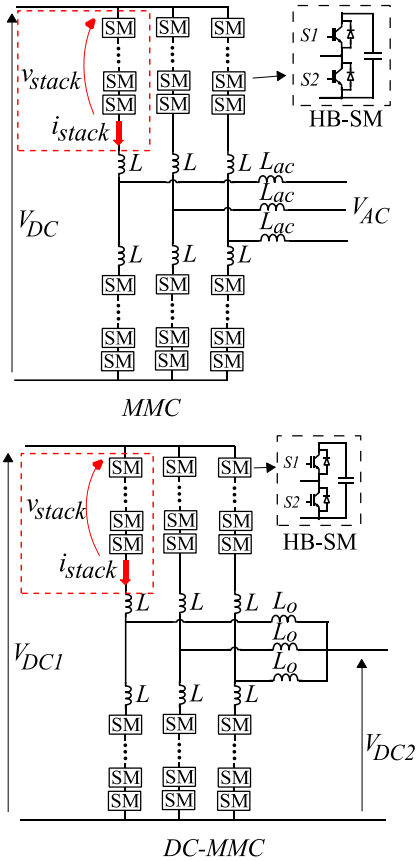 SM SM SM
S1
S2
HB-SM
v_stack
SM SM SM
SM SM SM
i_stack
L L L
L_ac
L_ac
L_ac
V_DC
V_AC
L L L
SM SM SM
SM SM SM
SM SM SM
MMC
SM SM SM
S1
S2
HB-SM
v_stack
SM SM SM
SM SM SM
i_stack
L L L
L_o
L_o
L_o
V_DC1
L L L
V_DC2
SM SM SM
SM SM SM
SM SM SM
DC-MMC